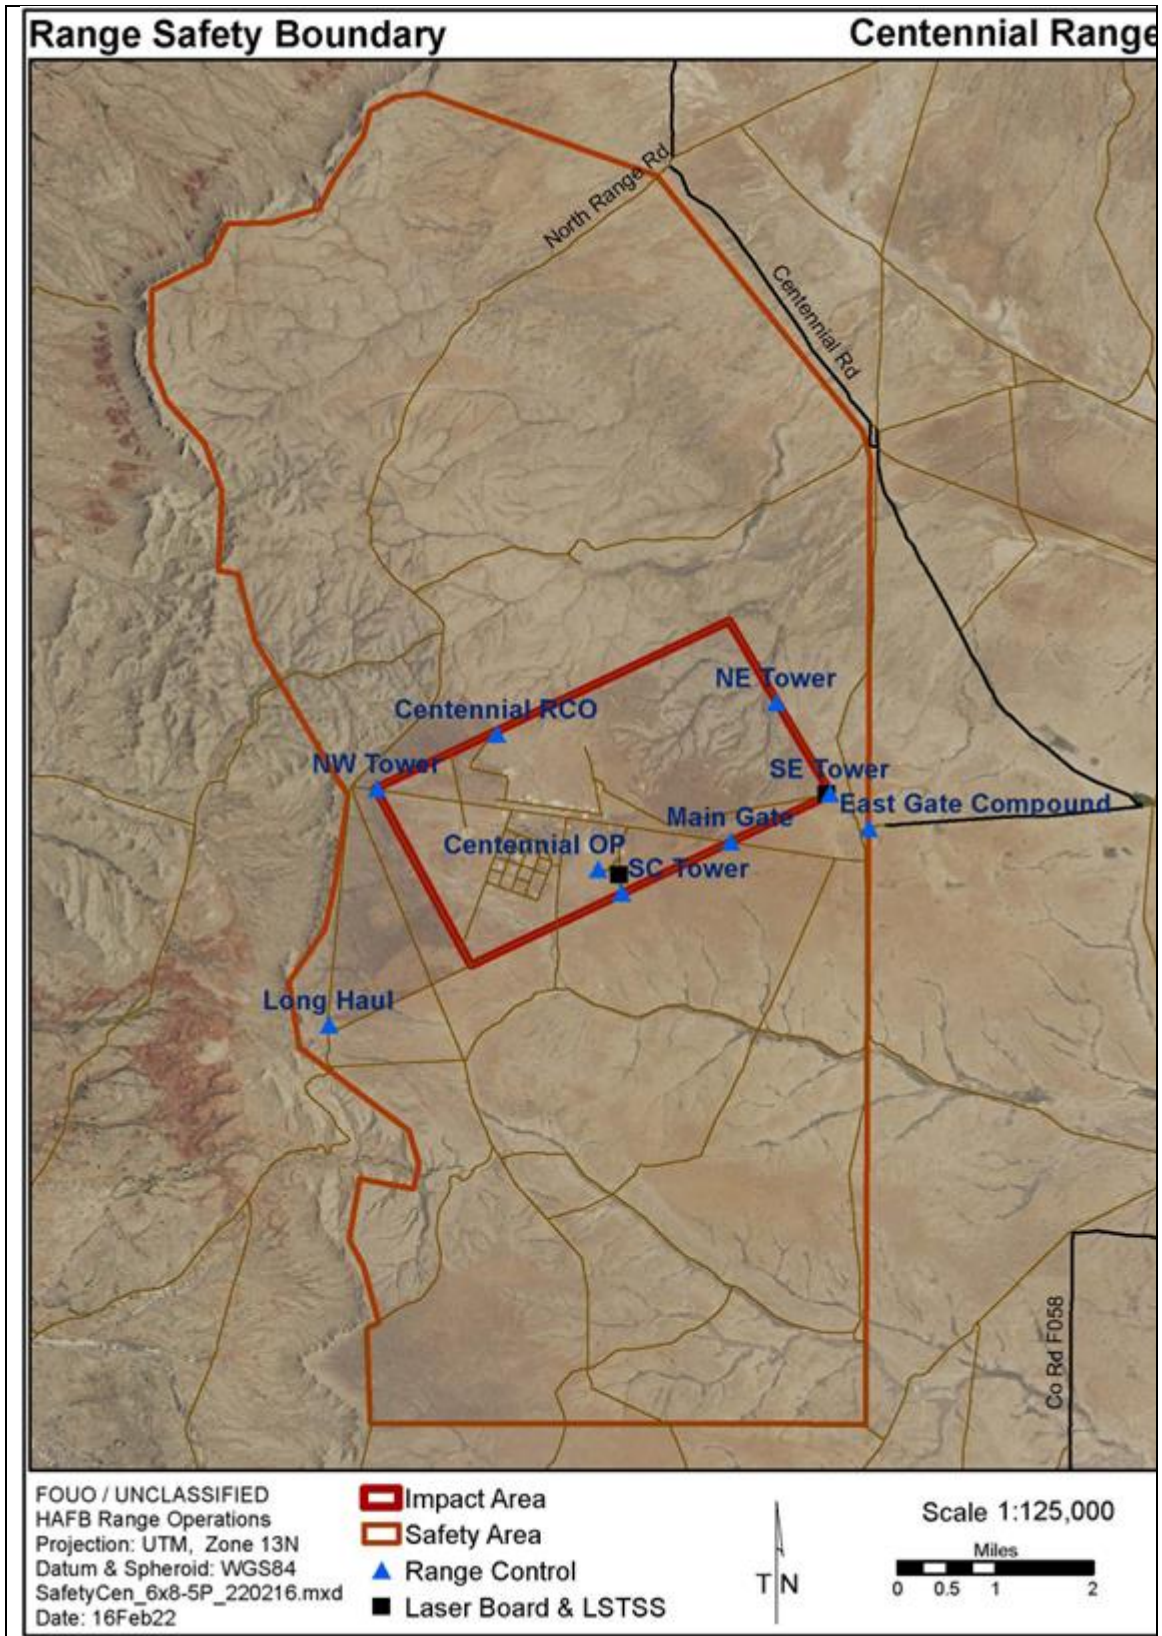 Range Safety Boundary
Centennial Range
North Range Rd
Centennial Rd
NE Tower
Centennial RCO
NW Tower
SE Tower
East Gate Compound
Main Gate
Centennial OP
SC Tower
Long Haul
Co Rd F058
FOUO / UNCLASSIFIED
HAFB Range Operations
Projection: UTM, Zone 13N
Datum & Spheroid: WGS84
SafetyCen_6x8-5P_220216.mxd
Date: 16Feb22
Impact Area
Safety Area
Range Control
Laser Board & LSTSS
T N
Scale 1:125,000
Miles
0 0.5 1 2